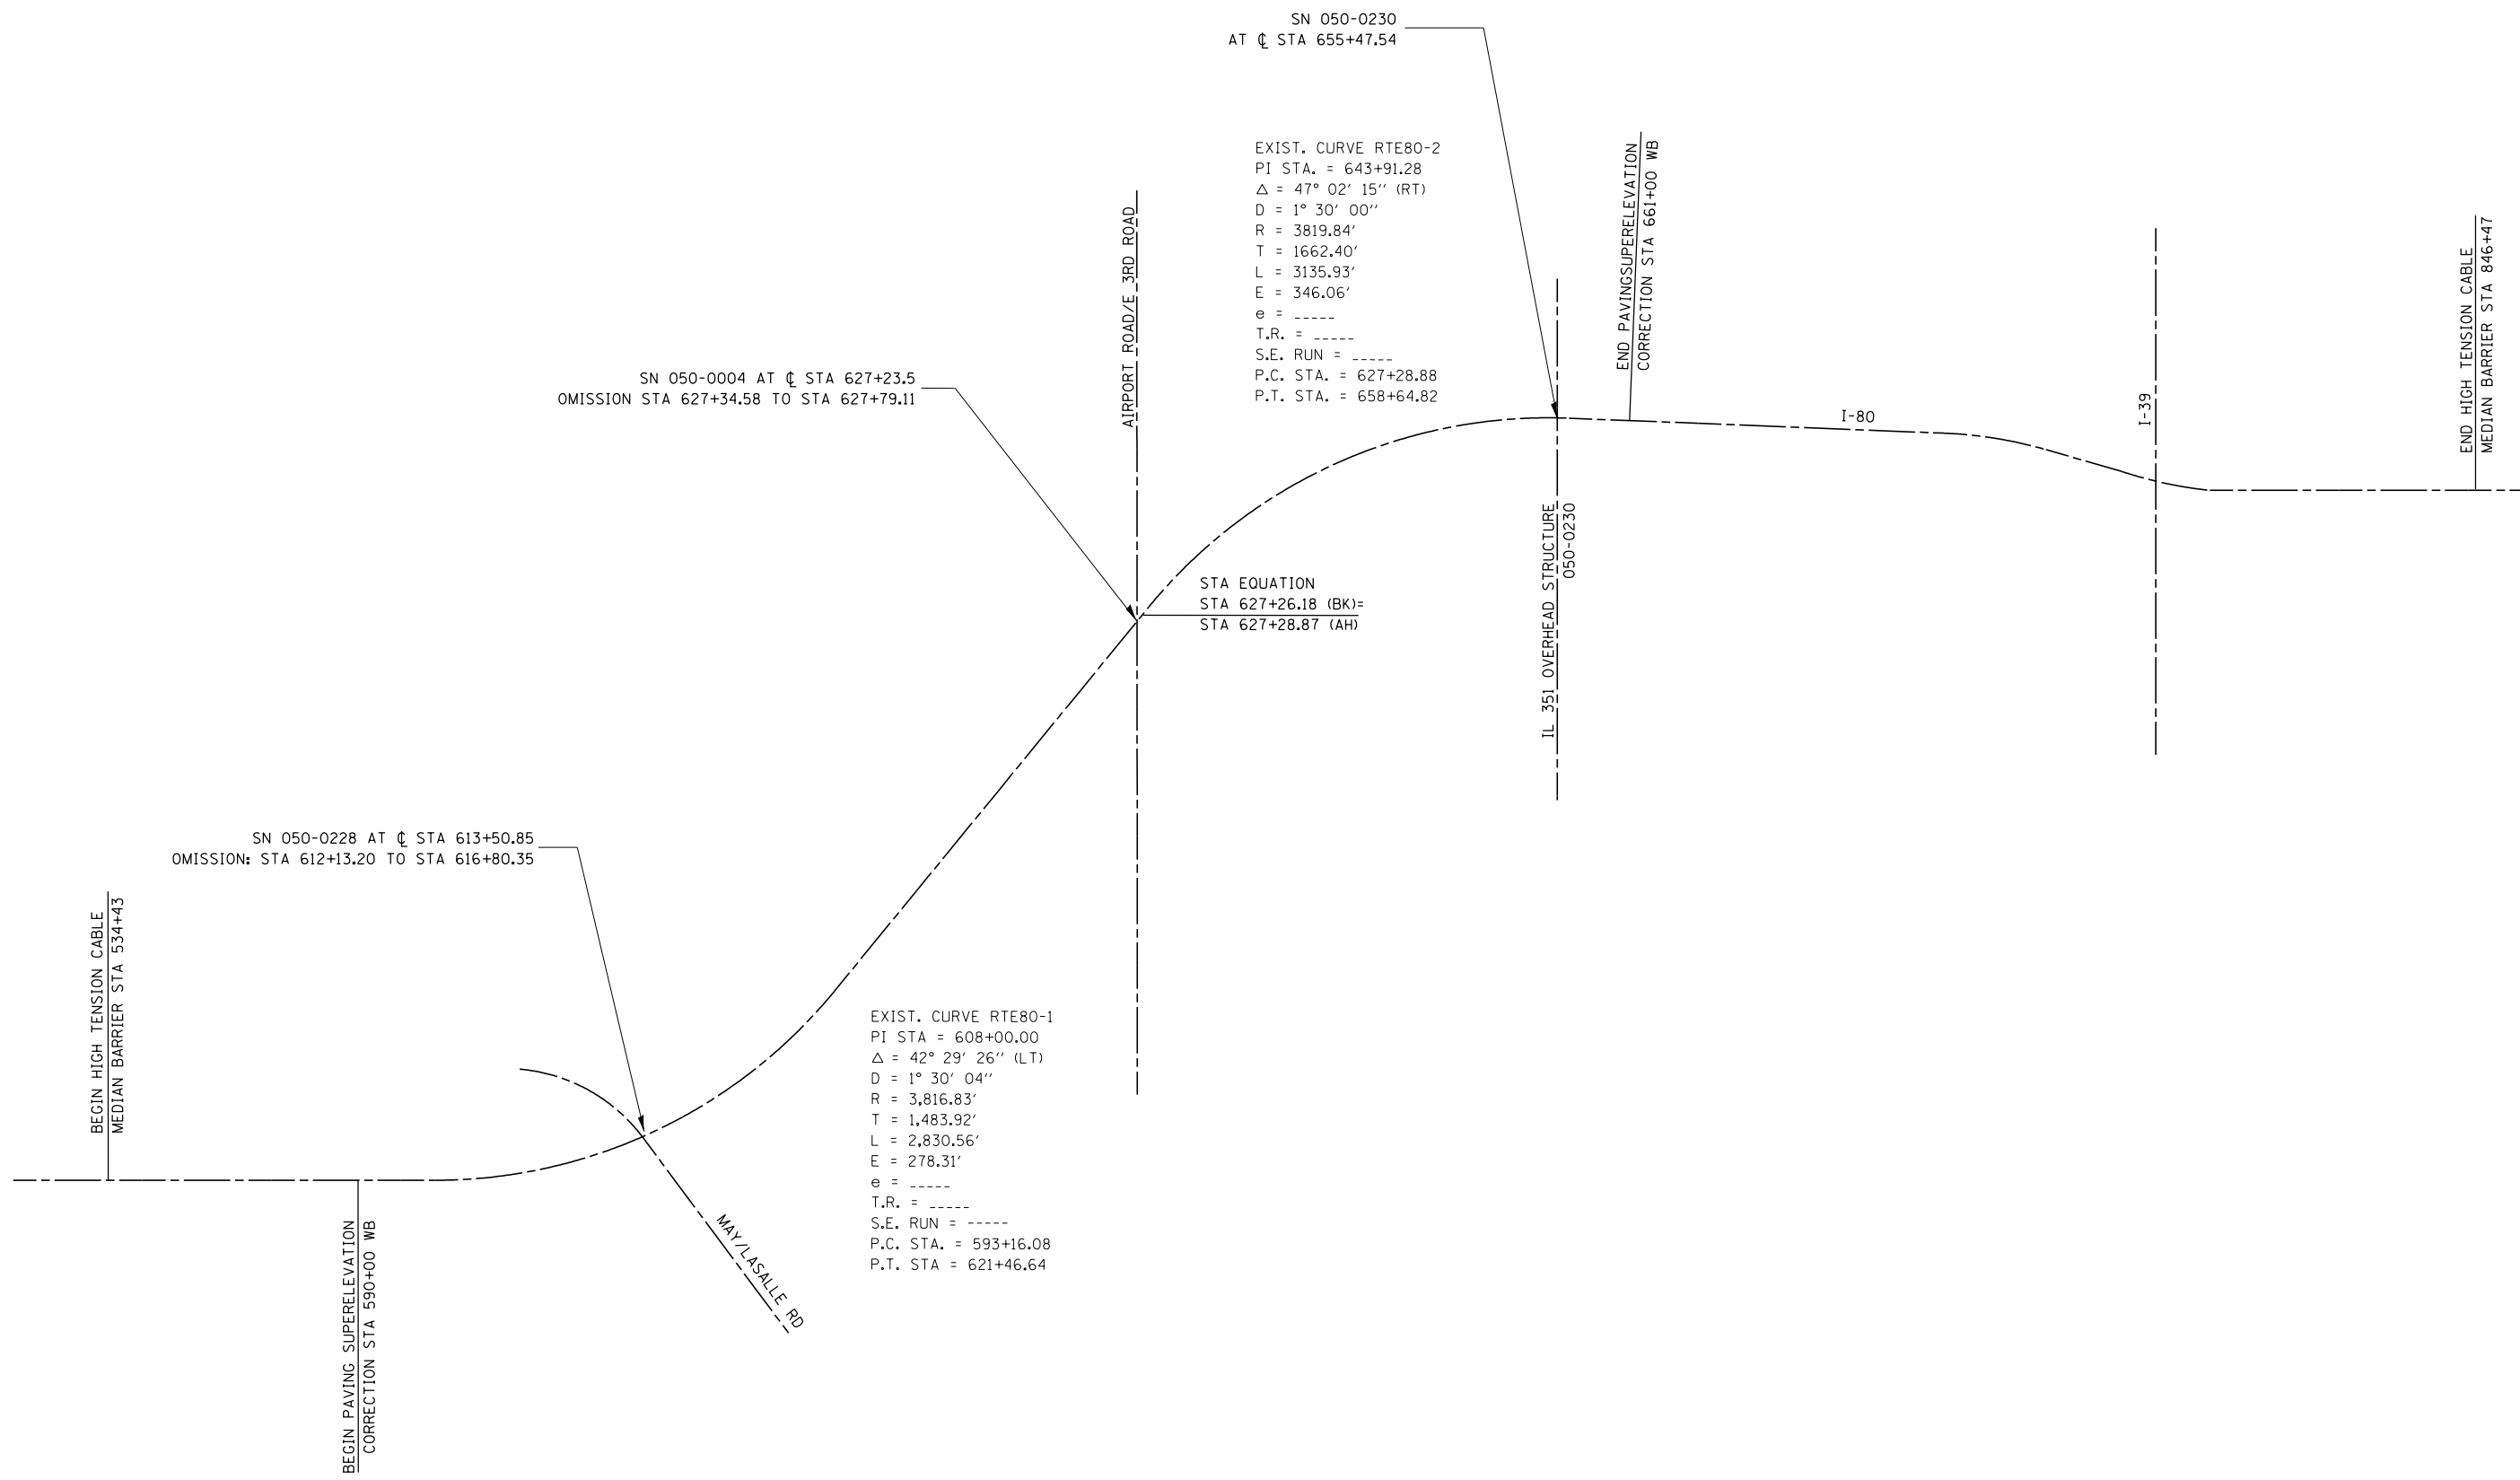 SN 050-0230
AT ℄ STA 655+47.54
EXIST. CURVE RTE80-2
PI STA. = 643+91.28
△ = 47° 02' 15'' (RT)
D = 1° 30' 00''
R = 3819.84'
T = 1662.40'
L = 3135.93'
E = 346.06'
e = -----
T.R. = -----
S.E. RUN = -----
P.C. STA. = 627+28.88
P.T. STA. = 658+64.82
END PAVINGSUPERELEVATION
CORRECTION STA 661+00 WB
AIRPORT ROAD/E 3RD ROAD
SN 050-0004 AT ℄ STA 627+23.5
OMISSION STA 627+34.58 TO STA 627+79.11
I-80
I-39
END HIGH TENSION CABLE
MEDIAN BARRIER STA 846+47
STA EQUATION
STA 627+26.18 (BK)=
STA 627+28.87 (AH)
IL 351 OVERHEAD STRUCTURE
050-0230
SN 050-0228 AT ℄ STA 613+50.85
OMISSION: STA 612+13.20 TO STA 616+80.35
BEGIN HIGH TENSION CABLE
MEDIAN BARRIER STA 534+43
EXIST. CURVE RTE80-1
PI STA = 608+00.00
△ = 42° 29' 26'' (LT)
D = 1° 30' 04''
R = 3,816.83'
T = 1,483.92'
L = 2,830.56'
E = 278.31'
e = -----
T.R. = -----
S.E. RUN = -----
P.C. STA. = 593+16.08
P.T. STA = 621+46.64
MAY/LASALLE RD
BEGIN PAVING SUPERELEVATION
CORRECTION STA 590+00 WB